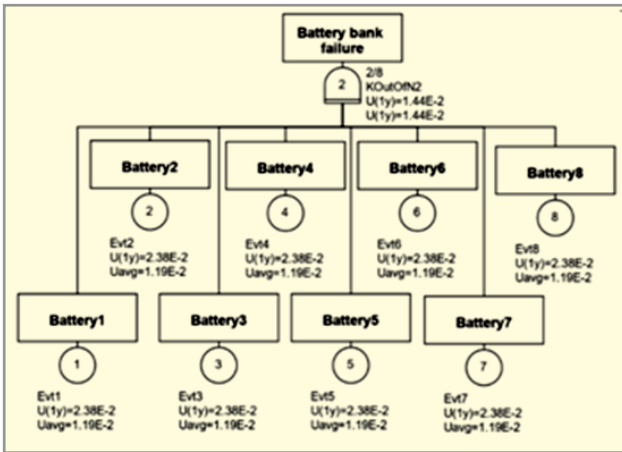 Battery bank
failure
2
2/8
KOutOfN2
U(1y)=1.44E-2
U(1y)=1.44E-2
Battery2
2
Evt2
U(1y)=2.38E-2
Uavg=1.19E-2
Battery4
4
Evt4
U(1y)=2.38E-2
Uavg=1.19E-2
Battery6
6
Evt6
U(1y)=2.38E-2
Uavg=1.19E-2
Battery8
8
Evt8
U(1y)=2.38E-2
Uavg=1.19E-2
Battery1
1
Evt1
U(1y)=2.38E-2
Uavg=1.19E-2
Battery3
3
Evt3
U(1y)=2.38E-2
Uavg=1.19E-2
Battery5
5
Evt5
U(1y)=2.38E-2
Uavg=1.19E-2
Battery7
7
Evt7
U(1y)=2.38E-2
Uavg=1.19E-2